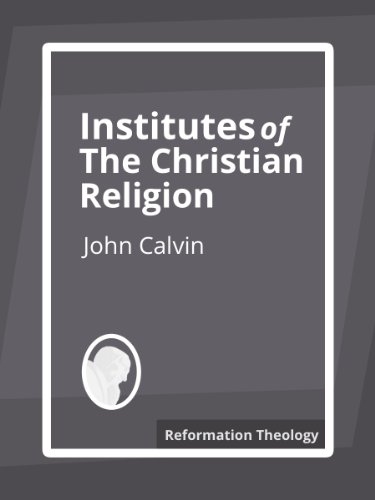 Institutes of
The Christian
Religion
John Calvin
Reformation Theology